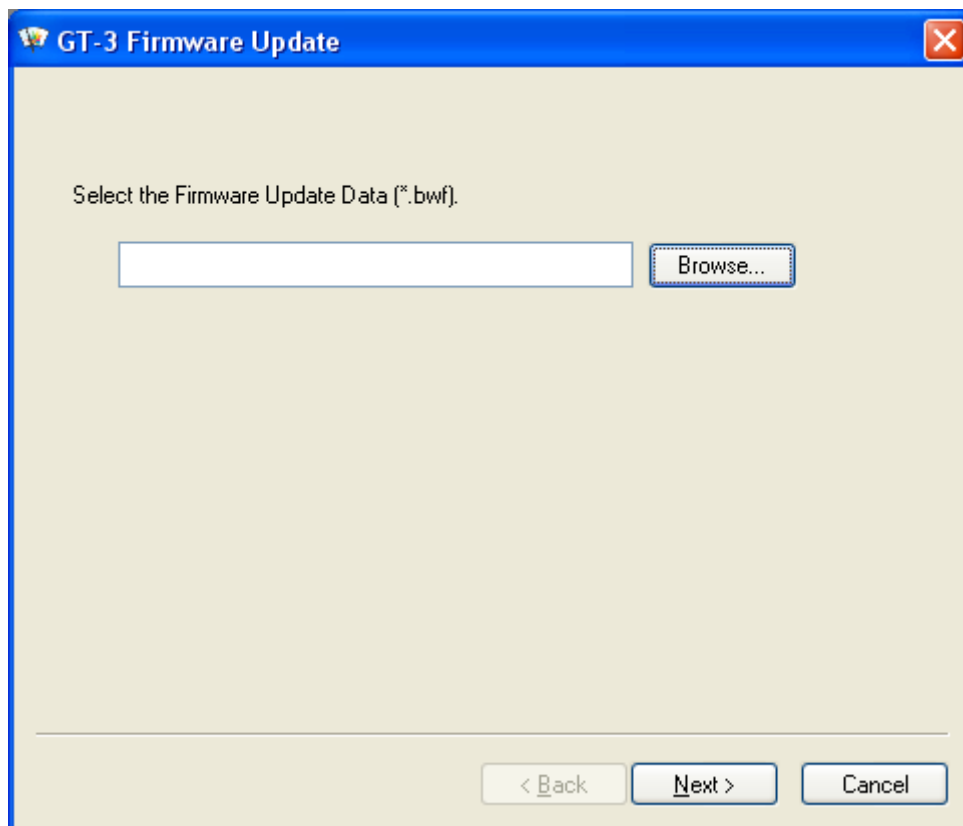 GT-3 Firmware Update
Select the Firmware Update Data (*.bwf).
Browse...
< Back
Next >
Cancel